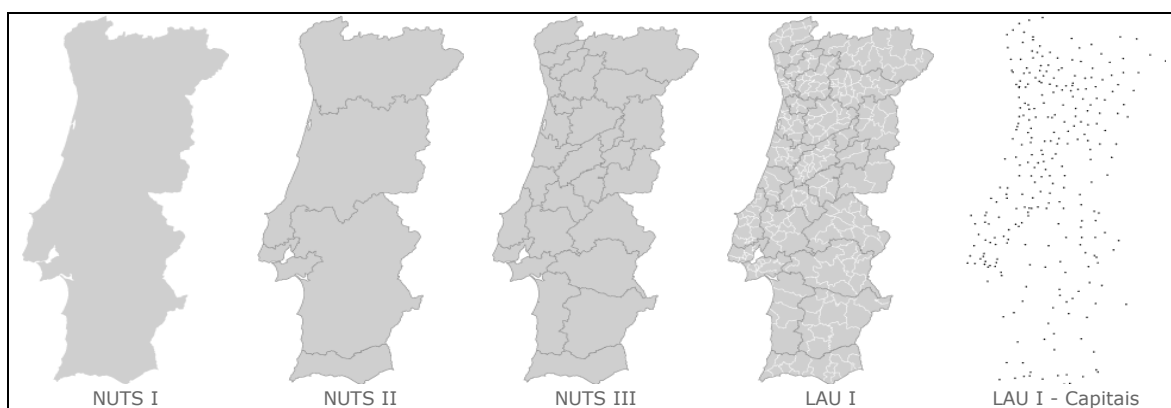 NUTS I
NUTS II
NUTS III
LAU I
LAU I - Capitais